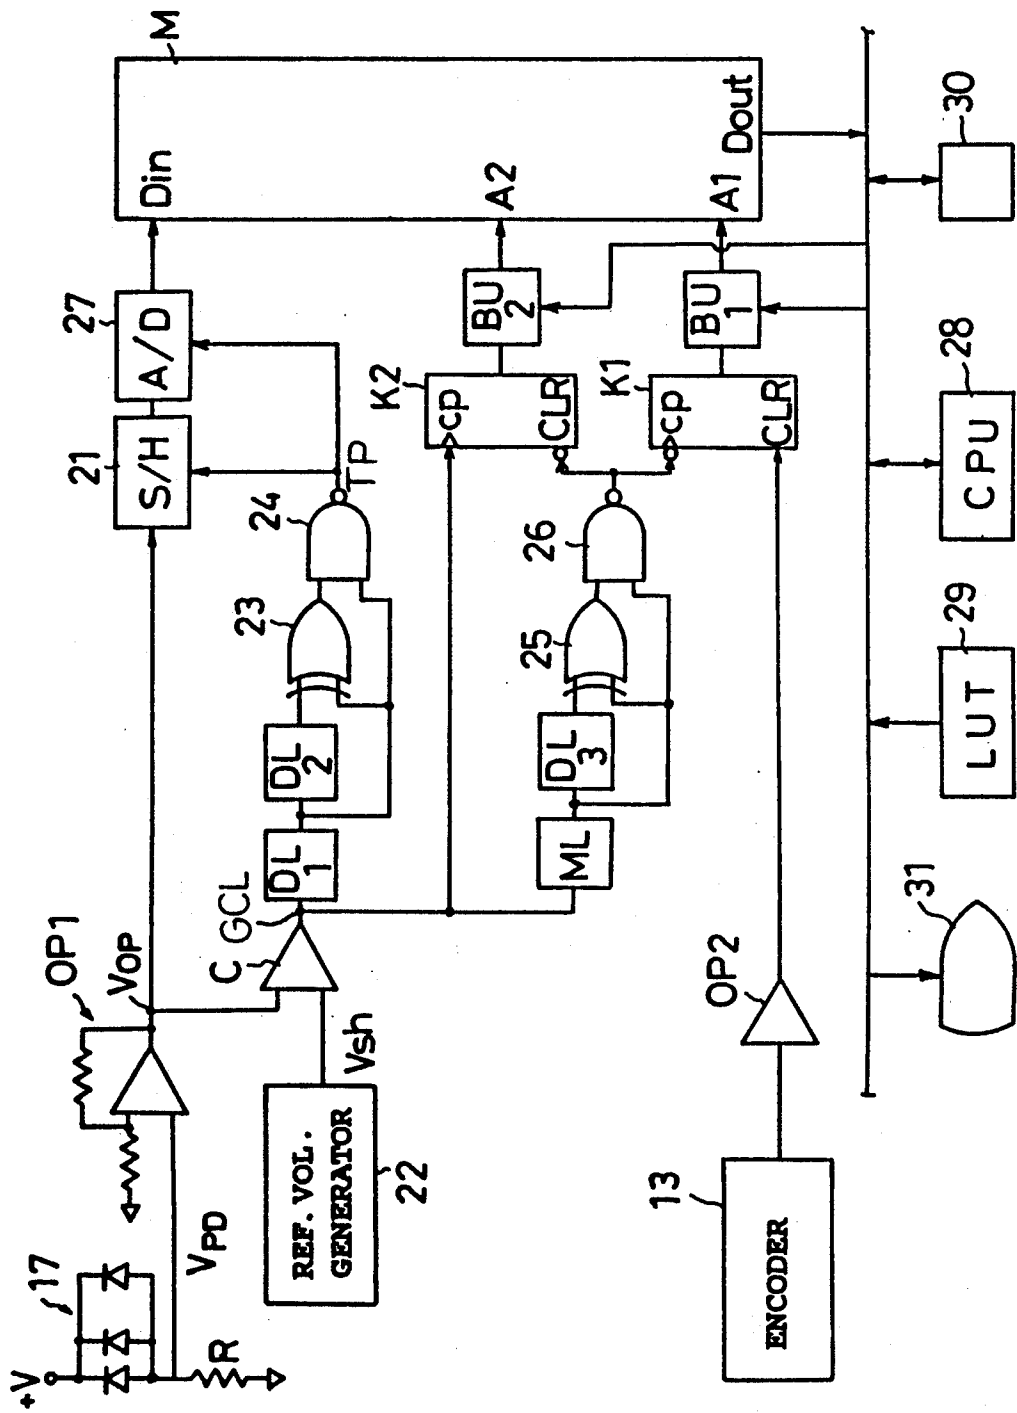 +V
17
VPD
R
OP1
VOP
REF.VOL.
GENERATOR
22
Vsh
C
GCL
DL
1
DL
2
23
24
TP
21
S/H
27
A/D
Din
M
ML
DL
3
25
26
K2
cp
CLR
BU
2
A2
K1
cp
CLR
BU
1
A1
Dout
ENCODER
13
OP2
31
LUT
29
CPU
28
30